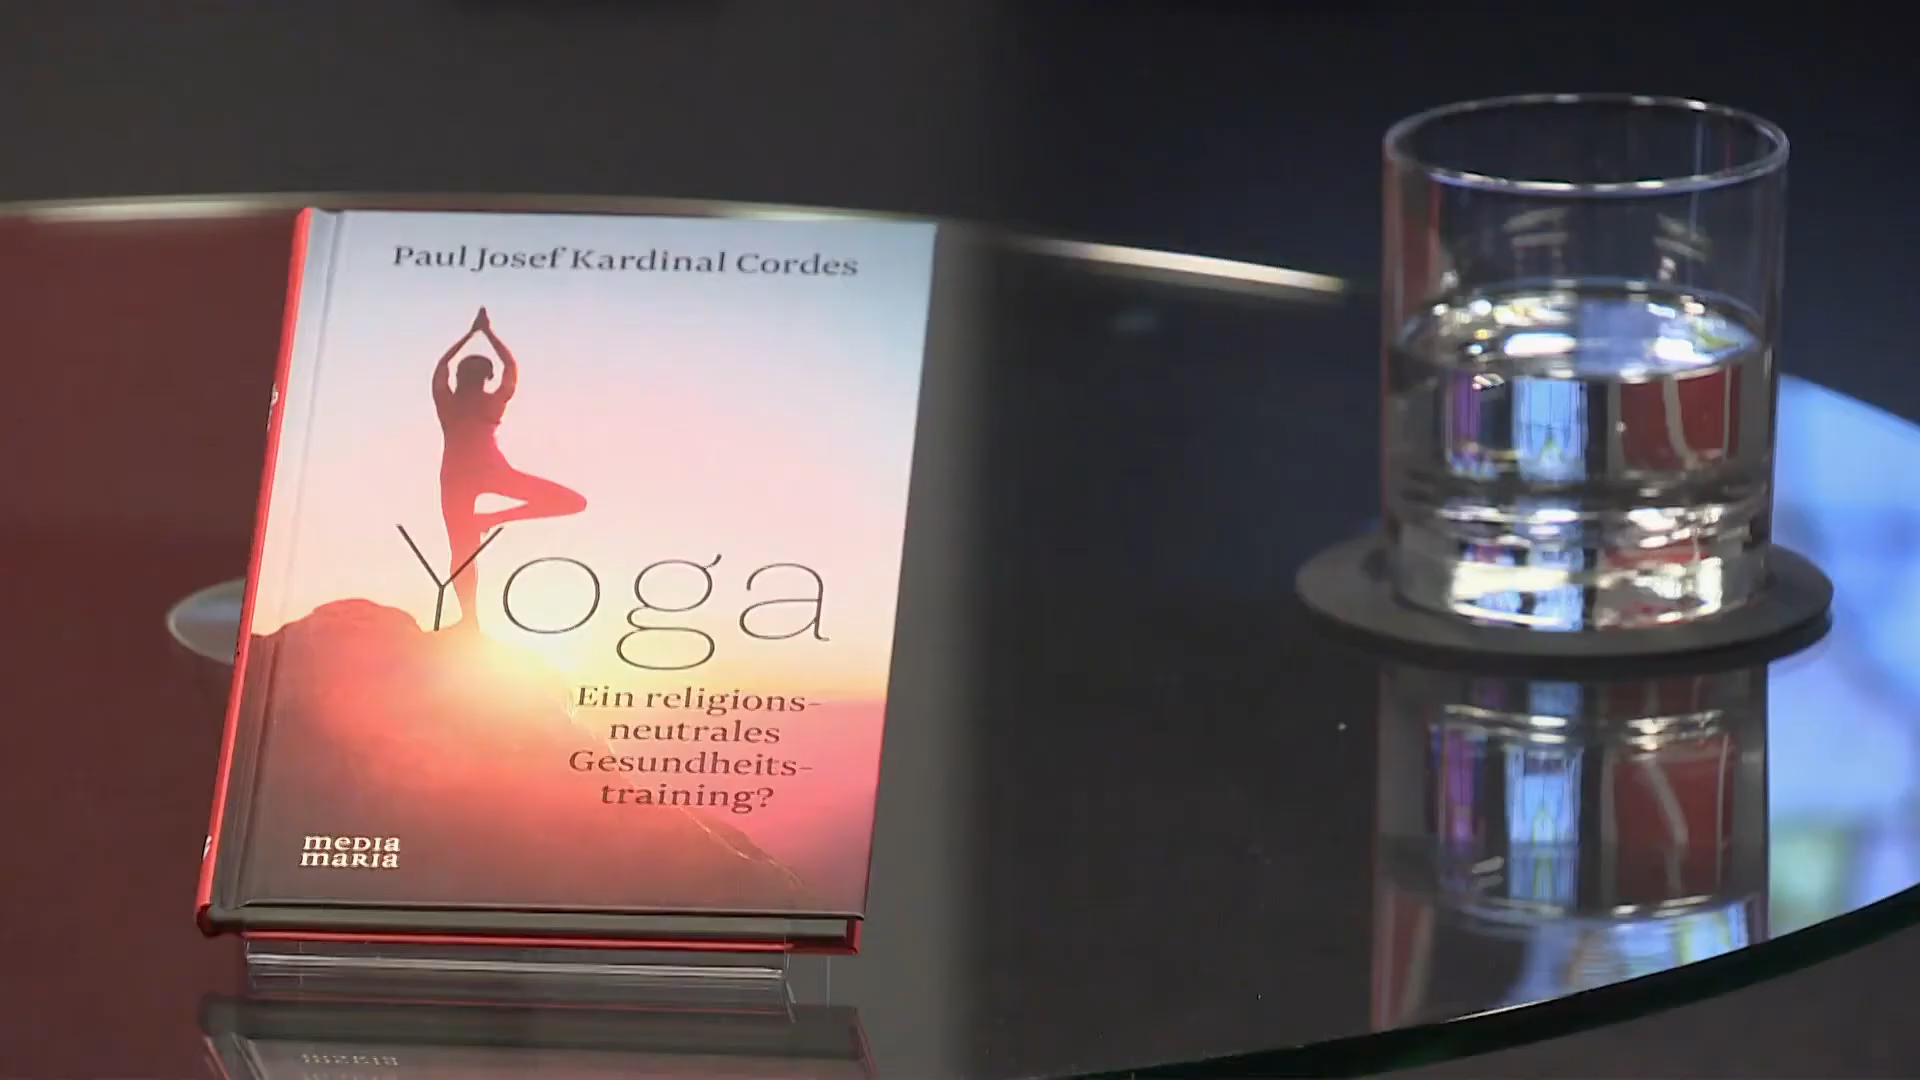 Paul Josef Kardinal Cordes
Yoga
Ein religions-
neutrales
Gesundheits-
training?
meDIa
maRIa